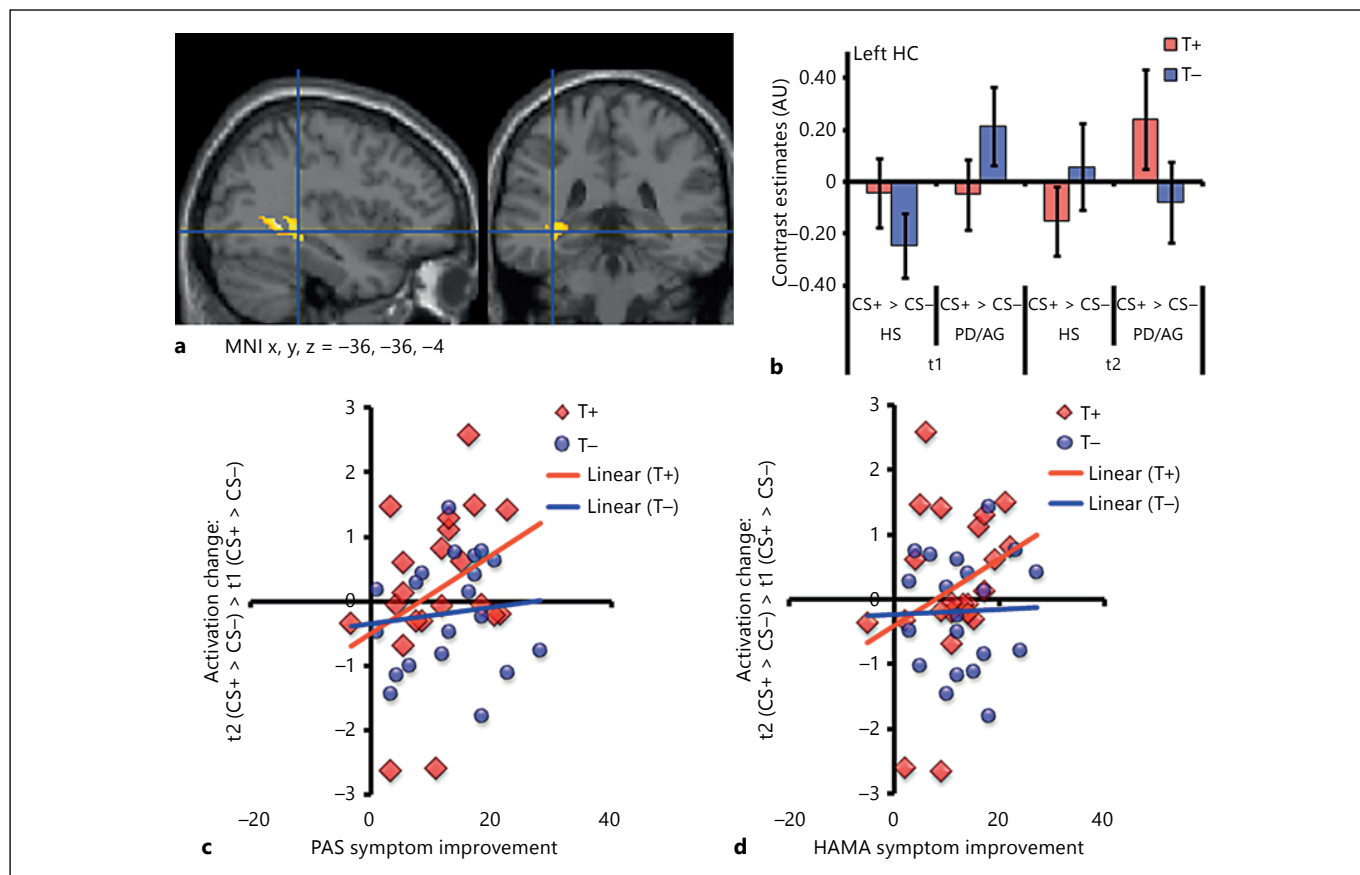 a MNI x, y, z = –36, –36, –4
Left HC
T+
T–
Contrast estimates (AU)
0.40
0.20
0
–0.20
–0.40
CS+ > CS– CS+ > CS– CS+ > CS– CS+ > CS–
HS PD/AG HS PD/AG
t1 t2
b
Activation change:
t2 (CS+ > CS–) > t1 (CS+ > CS–)
3
2
1
0
–1
–2
–3
T+
T–
Linear (T+)
Linear (T–)
–20 0 20 40
c PAS symptom improvement
Activation change:
t2 (CS+ > CS–) > t1 (CS+ > CS–)
3
2
1
0
–1
–2
–3
T+
T–
Linear (T+)
Linear (T–)
–20 0 20 40
d HAMA symptom improvement